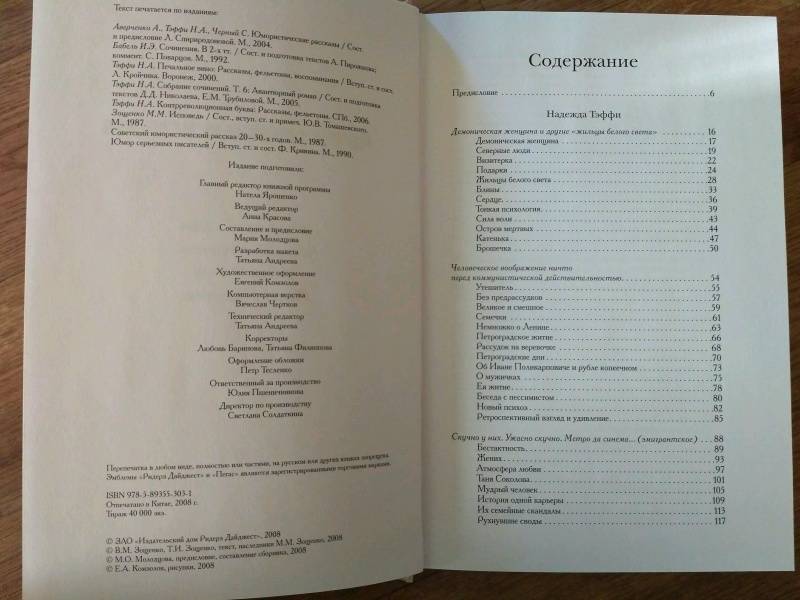 Текст печатается по изданиям:
Аверченко А., Тэффи Н.А., Черный С. Юмористические рассказы / Сост.
и предисловие Л. Спиридоновой. М., 2004.
Бабель И.Э. Сочинения. В 2-х тт. / Сост. и подготовка текстов А. Пирожкова;
коммент. С. Поварцов. М., 1992.
Тэффи Н.А. Печальное вино: Рассказы, фельетоны, воспоминания / Вступ. ст. и сост.
Л. Кройчика. Воронеж, 2000.
Тэффи Н.А. Собрание сочинений. Т. 6: Авантюрный роман / Сост. и подготовка
текстов Д.Д. Николаева, Е.М. Трубиловой. М., 2005.
Тэффи Н.А. Контрреволюционная буква: Рассказы, фельетоны. СПб., 2006.
Зощенко М.М. Исповедь / Сост., вступ. ст. и примеч. Ю.В. Томашевского.
М., 1987.
Советский юмористический рассказ 20–30-х годов. М., 1987.
Юмор серьезных писателей / Вступ. ст. и сост. Ф. Кривина. М., 1990.
Издание подготовили:
Главный редактор книжной программы
Натела Ярошенко
Ведущий редактор
Анна Красова
Составление и предисловие
Мария Молодцова
Разработка макета
Татьяна Андреева
Художественное оформление
Евгений Комзолов
Компьютерная верстка
Вячеслав Чертков
Технический редактор
Татьяна Андреева
Корректоры
Любовь Баринова, Татьяна Филиппова
Оформление обложки
Петр Тесленко
Ответственный за производство
Юлия Пшеничникова
Директор по производству
Светлана Солдаткина
Перепечатка в любом виде, полностью или частями, на русском или других языках запрещена.
Эмблемы «Ридерз Дайджест» и «Пегас» являются зарегистрированными торговыми марками.
ISBN 978-5-89355-303-1
Отпечатано в Китае, 2008 г.
Тираж 40 000 экз.
© ЗАО «Издательский дом Ридерз Дайджест», 2008
© В.М. Зощенко, Т.И. Зощенко, текст, наследники М.М. Зощенко, 2008
© М.О. Молодцова, предисловие, составление сборника, 2008
© Е.А. Комзолов, рисунки, 2008
Содержание
Предисловие 6
Надежда Тэффи
Демоническая женщина и другие «жильцы белого света» 16
Демоническая женщина 17
Северные люди 19
Визитерка 22
Подарки 24
Жильцы белого света 28
Блины 33
Сердце 36
Тонкая психология 39
Сила воли 43
Остров мертвых 44
Катенька 47
Брошечка 50
Человеческое воображение ничто
перед коммунистической действительностью 54
Утешитель 55
Без предрассудков 57
Великое и смешное 59
Семечки 61
Немножко о Ленине 63
Петроградское житие 66
Рассудок на веревочке 68
Петроградские дни 70
Об Иване Поликарповиче и рубле копеечном 73
О мужичках 75
Ея житие 78
Беседа с пессимистом 80
Новый психоз 82
Ретроспективный взгляд и удивление 85
Скучно у них. Ужасно скучно. Метро да синема... (эмигрантское) 88
Бестактность 89
Жених 93
Атмосфера любви 97
Таня Соколова 101
Мудрый человек 105
История одной карьеры 109
Их семейные скандалы 113
Рухнувшие своды 117